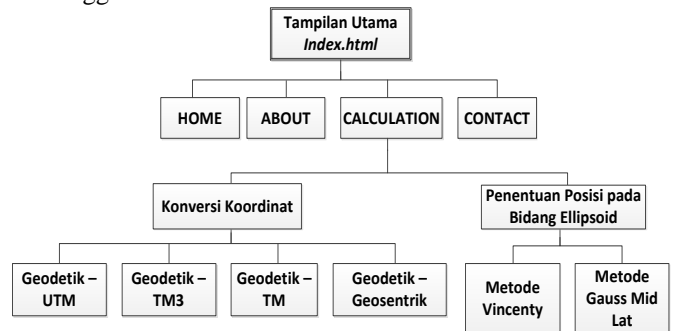 Tampilan Utama
Index.html
HOME
ABOUT
CALCULATION
CONTACT
Konversi Koordinat
Penentuan Posisi pada
Bidang Ellipsoid
Geodetik –
UTM
Geodetik –
TM3
Geodetik –
TM
Geodetik –
Geosentrik
Metode
Vincenty
Metode
Gauss Mid
Lat